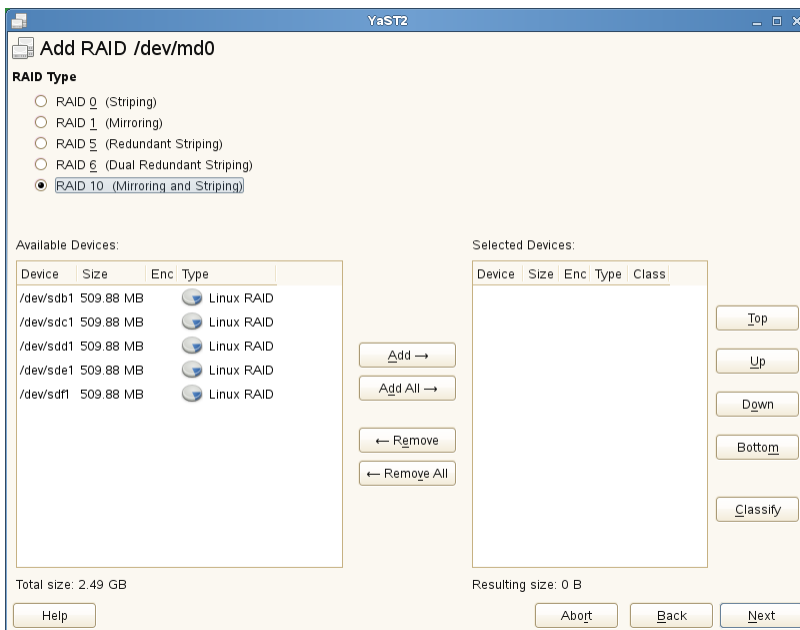 YaST2
Add RAID /dev/md0
RAID Type
RAID 0 (Striping)
RAID 1 (Mirroring)
RAID 5 (Redundant Striping)
RAID 6 (Dual Redundant Striping)
RAID 10 (Mirroring and Striping)
Available Devices:
Device Size Enc Type
/dev/sdb1 509.88 MB Linux RAID
/dev/sdc1 509.88 MB Linux RAID
/dev/sdd1 509.88 MB Linux RAID
/dev/sde1 509.88 MB Linux RAID
/dev/sdf1 509.88 MB Linux RAID
Total size: 2.49 GB
Add →
Add All →
← Remove
← Remove All
Selected Devices:
Device Size Enc Type Class
Resulting size: 0 B
Top
Up
Down
Bottom
Classify
Help
Abort
Back
Next